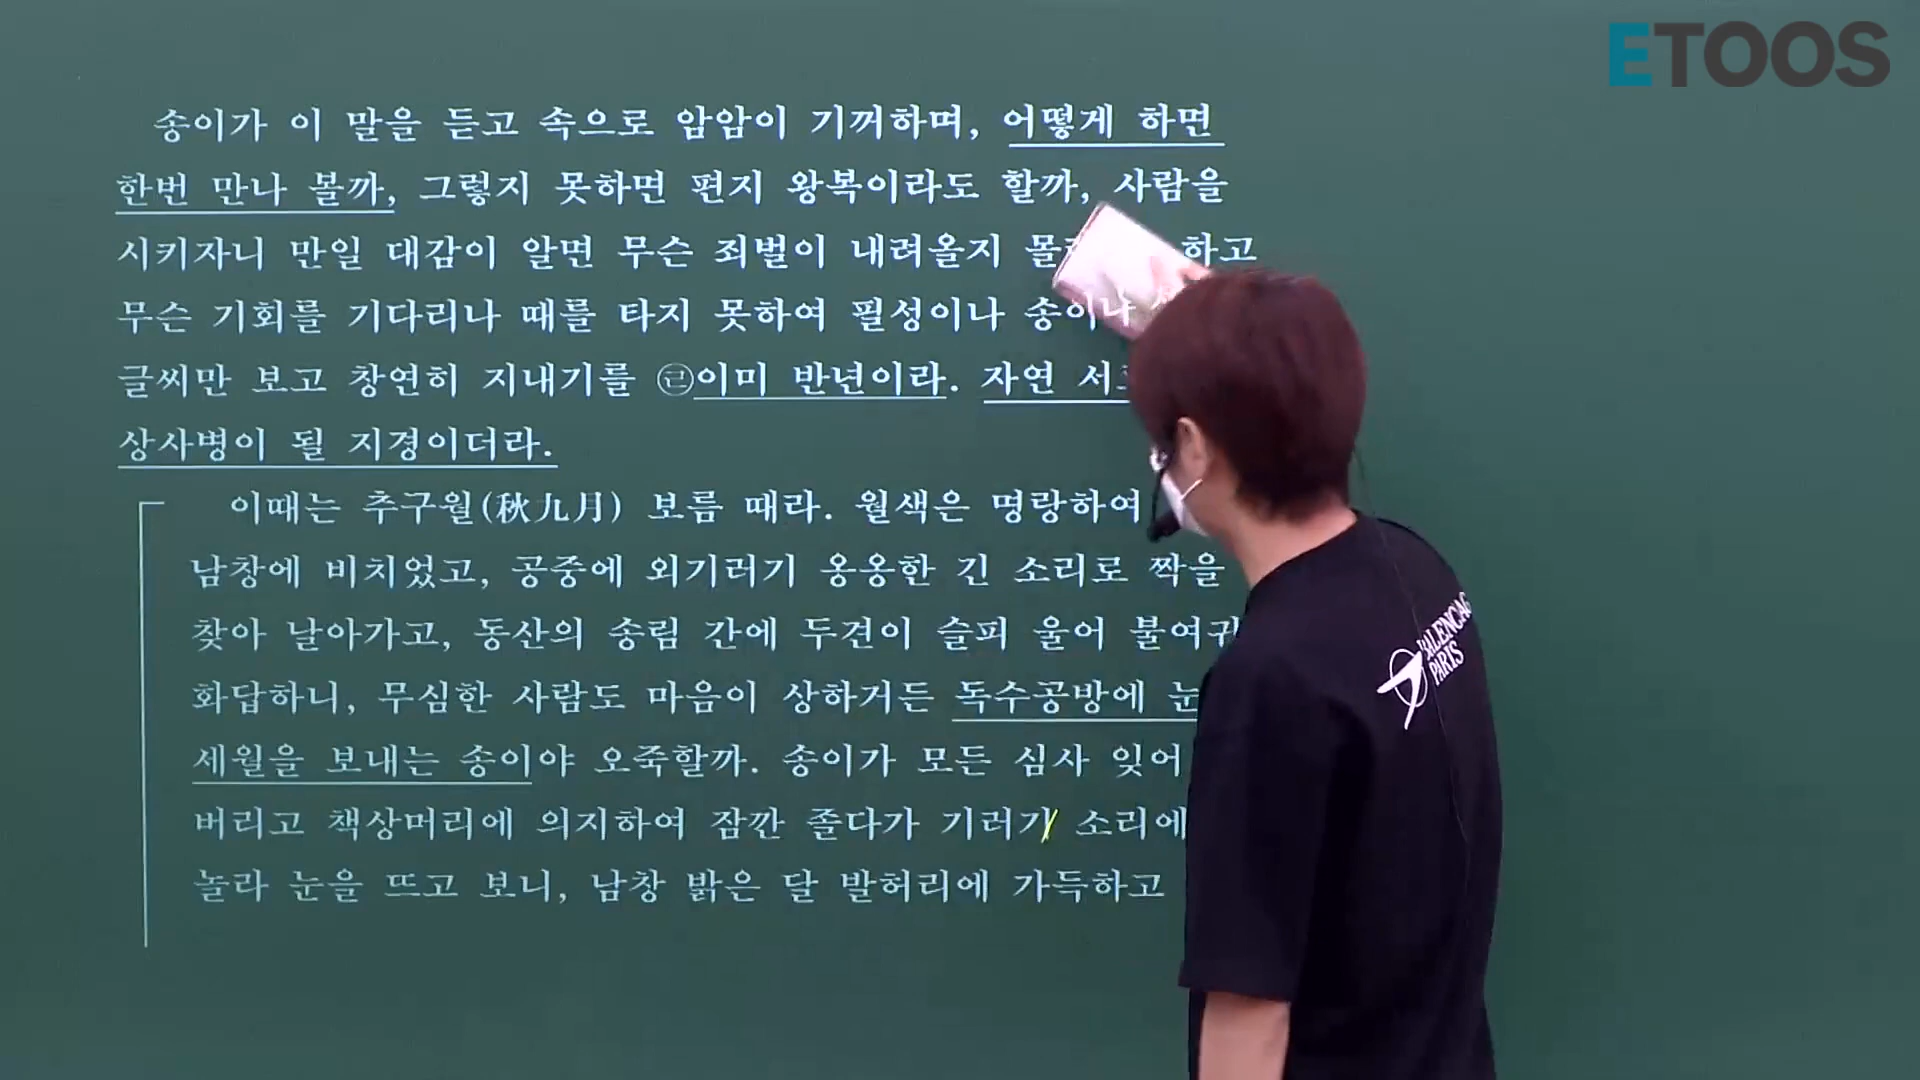 ETOOS
송이가 이 말을 듣고 속으로 암암이 기꺼하며, 어떻게 하면
한번 만나 볼까, 그렇지 못하면 편지 왕복이라도 할까, 사람을
시키자니 만일 대감이 알면 무슨 죄벌이 내려올지 하고
무슨 기회를 기다리나 때를 타지 못하여 필성이나 송이나
글씨만 보고 창연히 지내기를 ㉣이미 반년이라. 자연
상사병이 될 지경이더라.
이때는 추구월(秋九月) 보름 때라. 월색은 명랑하여
남창에 비치었고, 공중에 외기러기 옹옹한 긴 소리로 짝을
찾아 날아가고, 동산의 송림 간에 두견이 슬피 울어 불여귀
화답하니, 무심한 사람도 마음이 상하거든 독수공방에
세월을 보내는 송이야 오죽할까. 송이가 모든 심사 잊어
버리고 책상머리에 의지하여 잠깐 졸다가 기러기 소리에
놀라 눈을 뜨고 보니, 남창 밝은 달 발허리에 가득하고
PARIS